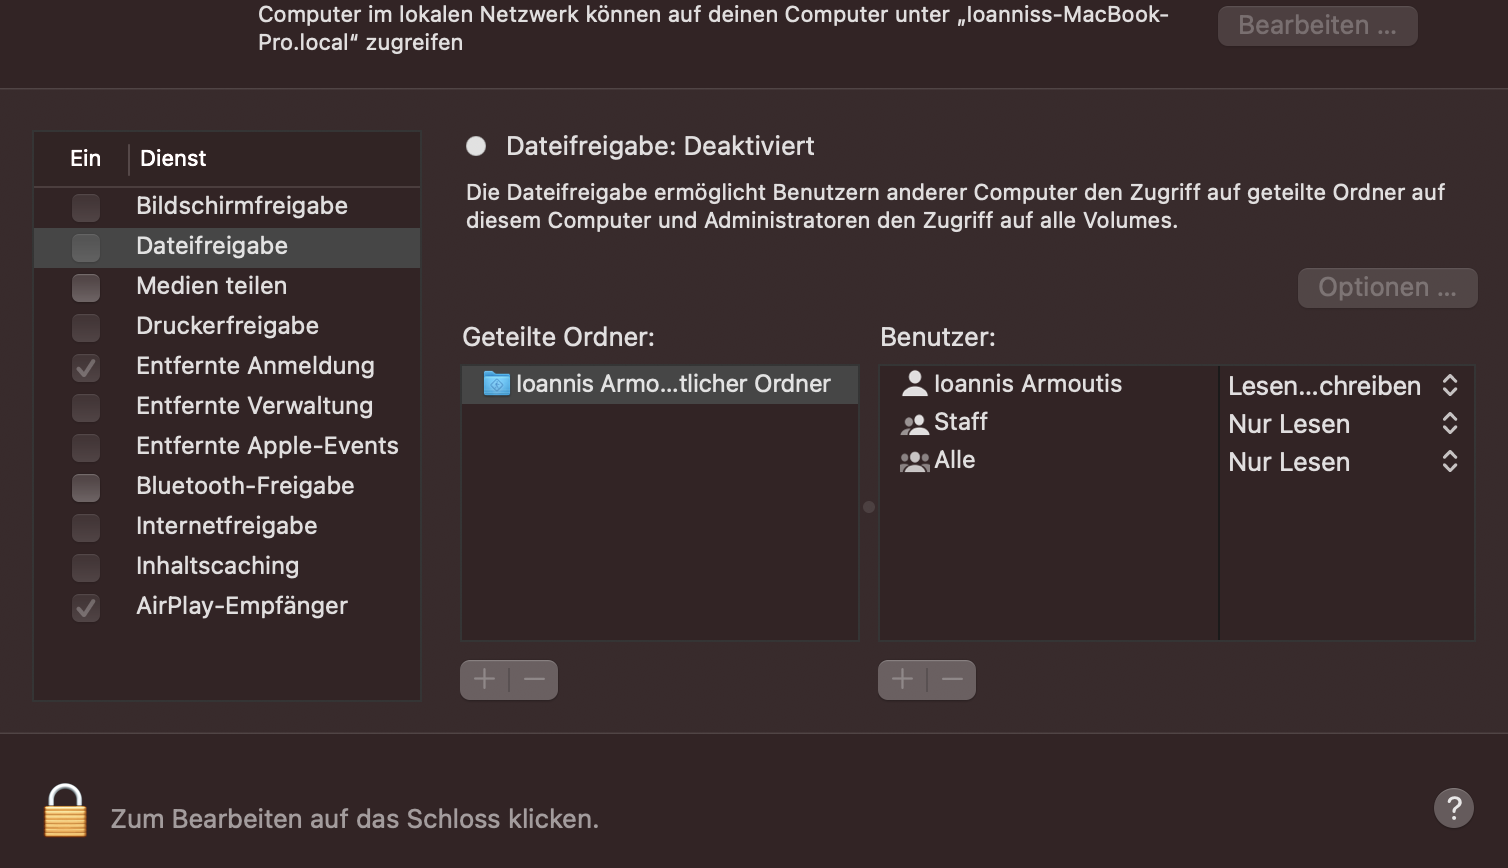 Computer im lokalen Netzwerk können auf deinen Computer unter „Ioanniss-MacBook-
Pro.local“ zugreifen
Bearbeiten ...
Ein
Dienst
Bildschirmfreigabe
Dateifreigabe
Medien teilen
Druckerfreigabe
Entfernte Anmeldung
Entfernte Verwaltung
Entfernte Apple-Events
Bluetooth-Freigabe
Internetfreigabe
Inhaltscaching
AirPlay-Empfänger
Dateifreigabe: Deaktiviert
Die Dateifreigabe ermöglicht Benutzern anderer Computer den Zugriff auf geteilte Ordner auf
diesem Computer und Administratoren den Zugriff auf alle Volumes.
Optionen ...
Geteilte Ordner:
Ioannis Armo...tlicher Ordner
Benutzer:
Ioannis Armoutis
Lesen...chreiben
Staff
Nur Lesen
Alle
Nur Lesen
Zum Bearbeiten auf das Schloss klicken.
?